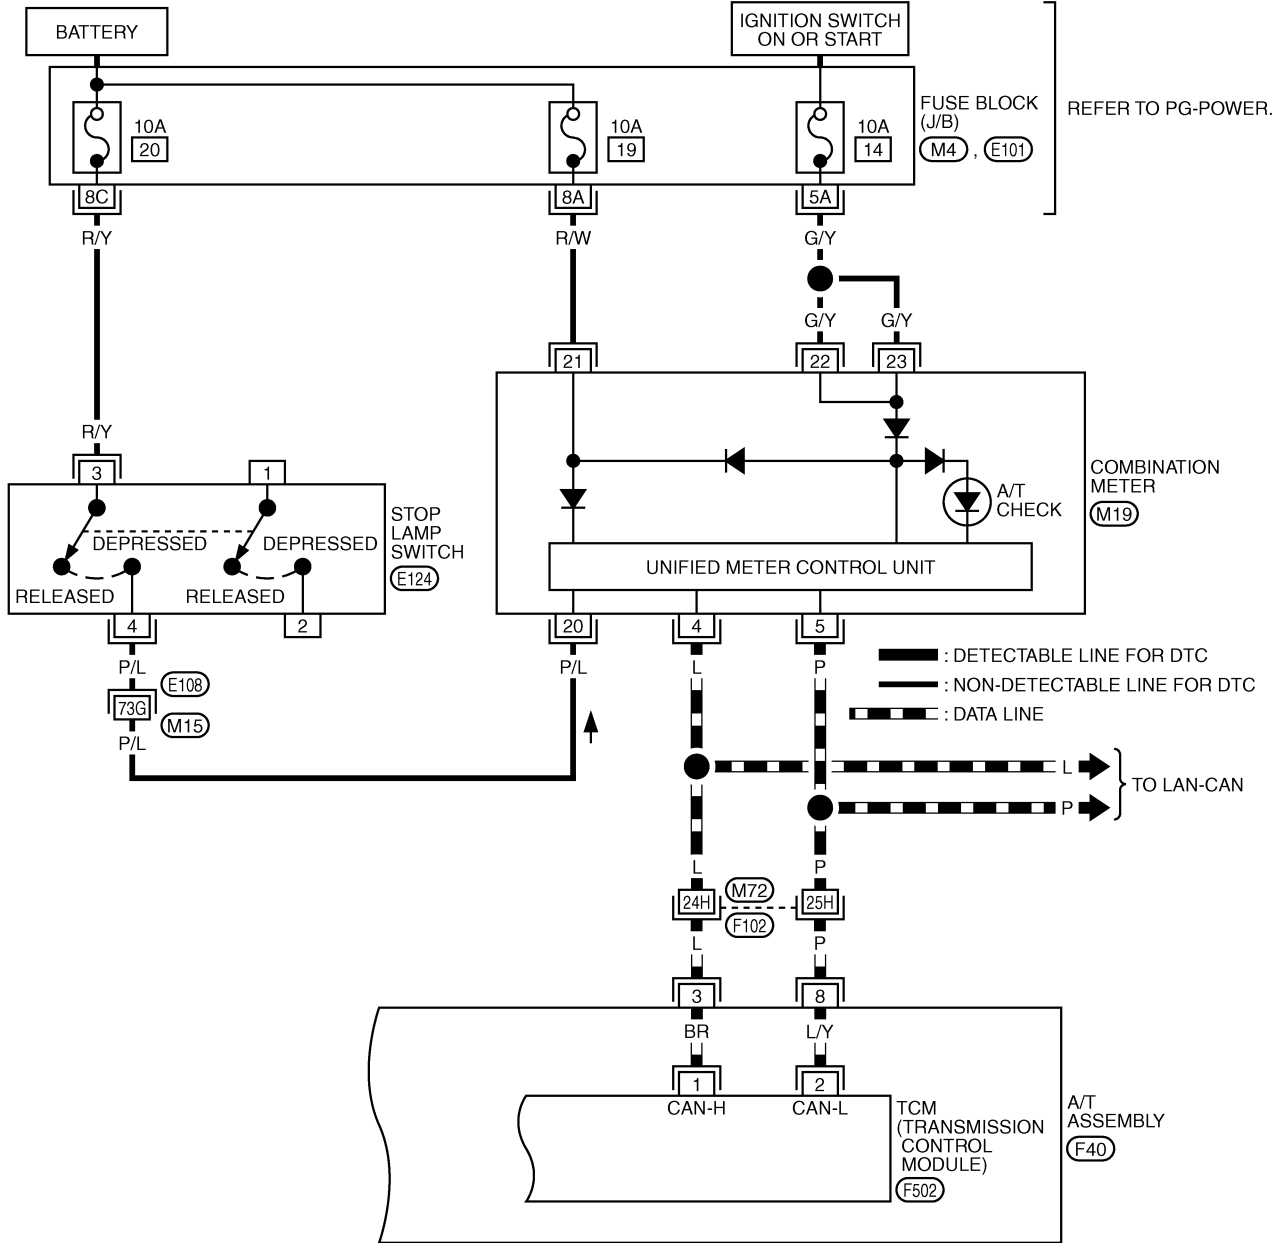 BATTERY
IGNITION SWITCH
ON OR START
10A
20
10A
19
10A
14
FUSE BLOCK
(J/B)
M4 , E101
REFER TO PG-POWER.
8C
8A
5A
R/Y
R/W
G/Y
G/Y
G/Y
21
22
23
R/Y
3
1
DEPRESSED
DEPRESSED
RELEASED
RELEASED
STOP
LAMP
SWITCH
E124
4
2
A/T
CHECK
UNIFIED METER CONTROL UNIT
COMBINATION
METER
M19
20
4
5
P/L
E108
73G
M15
P/L
P/L
L
P
: DETECTABLE LINE FOR DTC
: NON-DETECTABLE LINE FOR DTC
: DATA LINE
L
P
TO LAN-CAN
L
P
24H
M72
F102
25H
L
P
3
8
BR
L/Y
1
2
CAN-H
CAN-L
TCM
(TRANSMISSION
CONTROL
MODULE)
F502
A/T
ASSEMBLY
F40